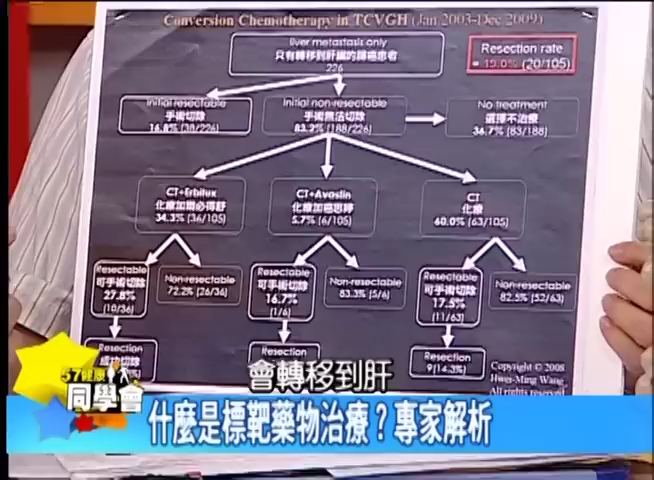 Conversion Chemotherapy in TCVGH (Jan 2003-Dec 2009)
Liver metastasis only
只有轉移到肝臟的腸癌患者
226
Resection rate
= 19.0% (20/105)
Initial resectable
手術切除
16.8% (38/226)
Initial non-resectable
手術無法切除
83.2% (188/226)
No treatment
選擇不治療
36.7% (83/188)
CT+Erbitux
化療加爾必得舒
34.3% (36/105)
CT+Avastin
化療加癌思停
5.7% (6/105)
CT
化療
60.0% (63/105)
Resectable
可手術切除
27.8%
(10/36)
Non-resectable
72.2% (26/36)
Resectable
可手術切除
16.7%
(1/6)
Non-resectable
83.3% (5/6)
Resectable
可手術切除
17.5%
(11/63)
Non-resectable
82.5% (52/63)
Resection
Resection
Resection
9(14.3%)
Copyright © 2008
Hwei-Ming Wang
All rights reserved
會轉移到肝
57健康
同學會
什麼是標靶藥物治療？專家解析